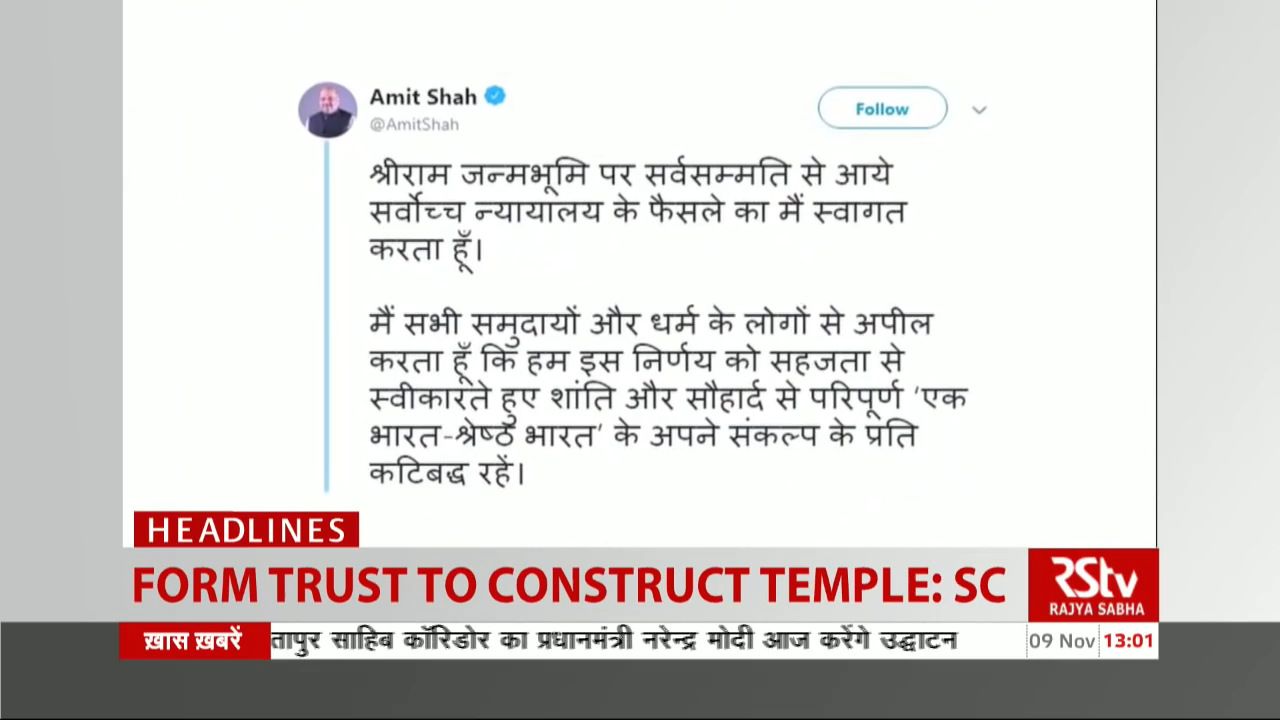 Amit Shah
@AmitShah
Follow
श्रीराम जन्मभूमि पर सर्वसम्मति से आये
सर्वोच्च न्यायालय के फैसले का मैं स्वागत
करता हूँ।
मैं सभी समुदायों और धर्म के लोगों से अपील
करता हूँ कि हम इस निर्णय को सहजता से
स्वीकारते हुए शांति और सौहार्द से परिपूर्ण ‘एक
भारत-श्रेष्ठ भारत’ के अपने संकल्प के प्रति
कटिबद्ध रहें।
HEADLINES
FORM TRUST TO CONSTRUCT TEMPLE: SC
RStv
RAJYA SABHA
ख़ास ख़बरें
तापुर साहिब कॉरिडोर का प्रधानमंत्री नरेन्द्र मोदी आज करेंगे उद्घाटन
09 Nov 13:01